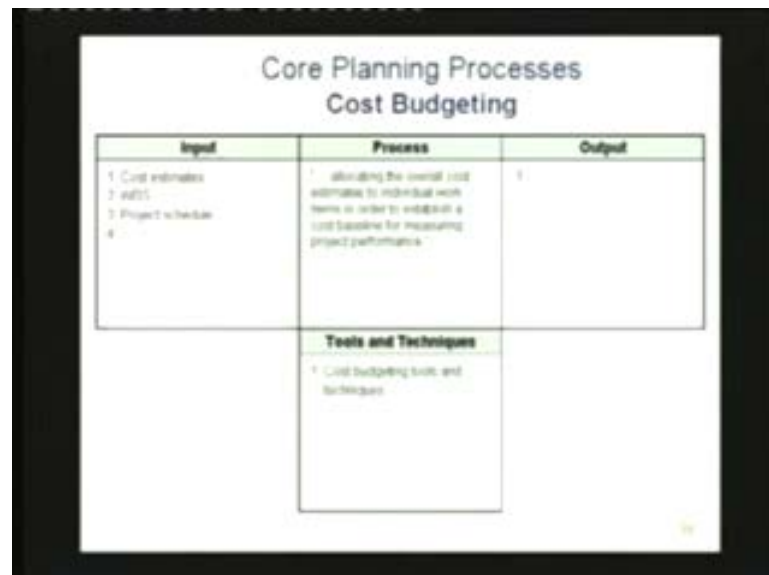 Core Planning Processes
Cost Budgeting
Input
Process
Output
1 Cost estimates
2 WBS
3 Project schedule
4
1 allocating the overall cost
estimates to individual work
items in order to establish a
cost baseline for measuring
project performance
1
Tools and Techniques
1 Cost budgeting tools and
techniques